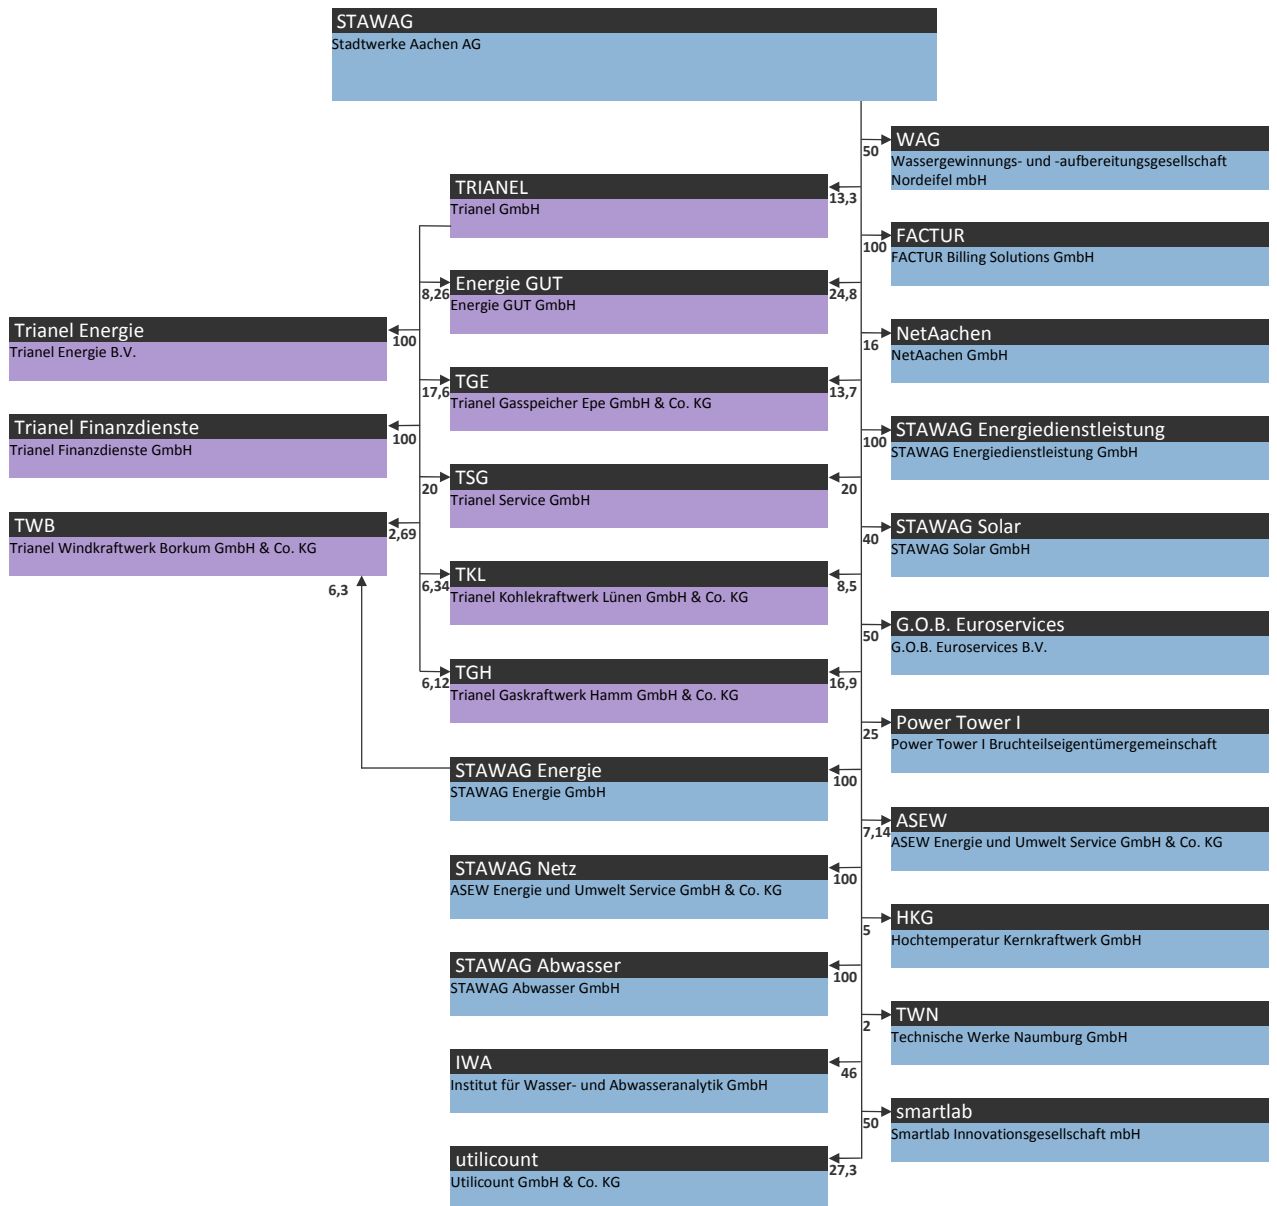 STAWAG
Stadtwerke Aachen AG
50
WAG
Wassergewinnungs- und -aufbereitungsgesellschaft
Nordeifel mbH
TRIANEL
Trianel GmbH
13,3
100
FACTUR
FACTUR Billing Solutions GmbH
8,26
Energie GUT
Energie GUT GmbH
24,8
Trianel Energie
Trianel Energie B.V.
100
16
NetAachen
NetAachen GmbH
17,6
TGE
Trianel Gasspeicher Epe GmbH & Co. KG
13,7
Trianel Finanzdienste
Trianel Finanzdienste GmbH
100
100
STAWAG Energiedienstleistung
STAWAG Energiedienstleistung GmbH
20
TSG
Trianel Service GmbH
20
TWB
Trianel Windkraftwerk Borkum GmbH & Co. KG
2,69
6,3
40
STAWAG Solar
STAWAG Solar GmbH
6,34
TKL
Trianel Kohlekraftwerk Lünen GmbH & Co. KG
8,5
50
G.O.B. Euroservices
G.O.B. Euroservices B.V.
6,12
TGH
Trianel Gaskraftwerk Hamm GmbH & Co. KG
16,9
25
Power Tower I
Power Tower I Bruchteilseigentümergemeinschaft
STAWAG Energie
STAWAG Energie GmbH
100
7,14
ASEW
ASEW Energie und Umwelt Service GmbH & Co. KG
STAWAG Netz
ASEW Energie und Umwelt Service GmbH & Co. KG
100
5
HKG
Hochtemperatur Kernkraftwerk GmbH
STAWAG Abwasser
STAWAG Abwasser GmbH
100
2
TWN
Technische Werke Naumburg GmbH
IWA
Institut für Wasser- und Abwasseranalytik GmbH
46
50
smartlab
Smartlab Innovationsgesellschaft mbH
utilicount
Utilicount GmbH & Co. KG
27,3